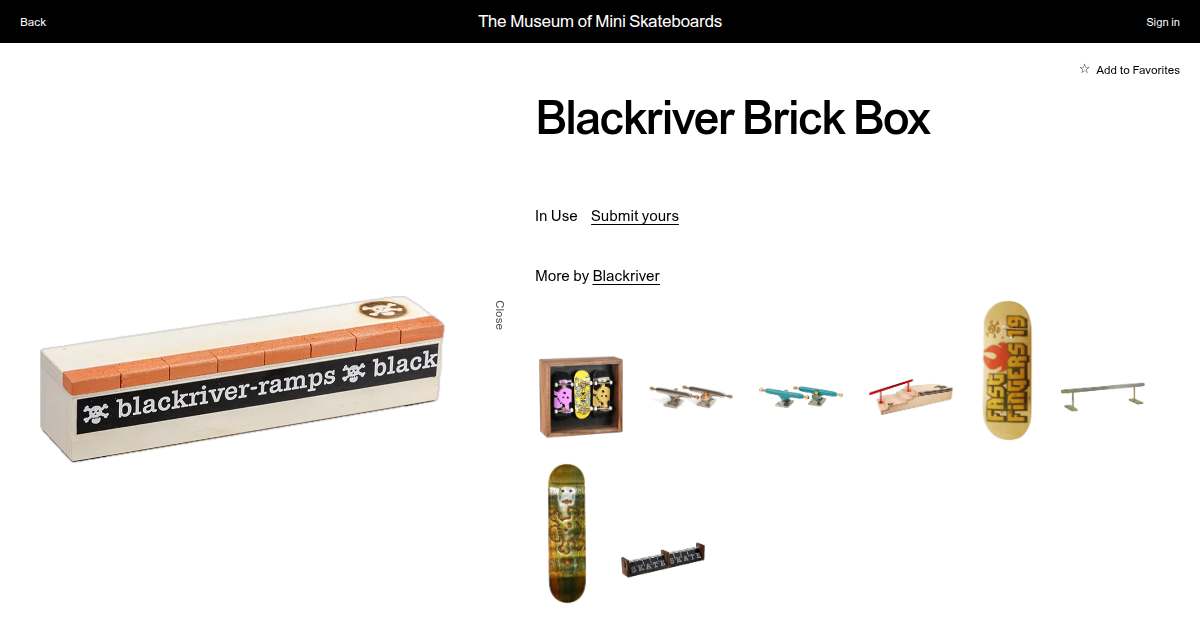 Back
The Museum of Mini Skateboards
Sign in
☆ Add to Favorites
Blackriver Brick Box
In Use Submit yours
More by Blackriver
Close
blackriver-ramps black
FAST FINGERS 19
SKATE SKATE